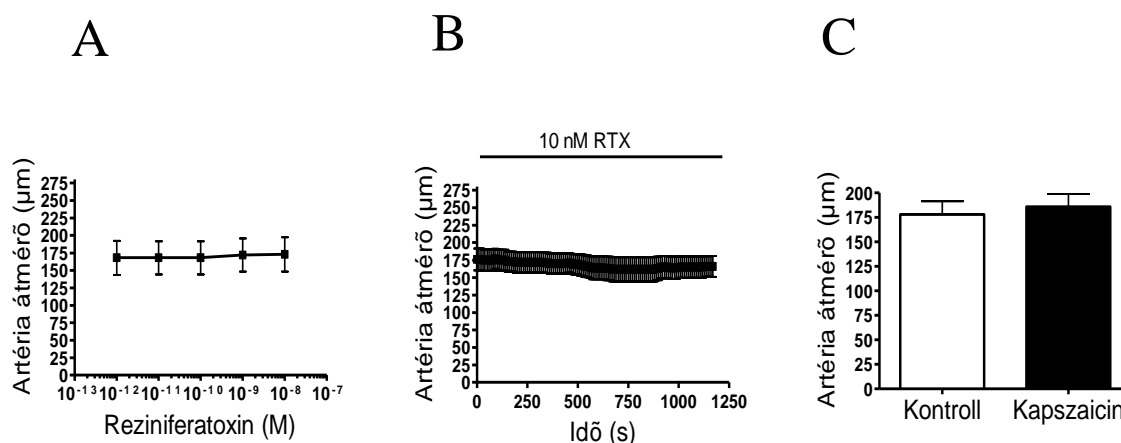 A
Artéria átmérő (µm)
275
250
225
200
175
150
125
100
75
50
25
0
10⁻¹³ 10⁻¹² 10⁻¹¹ 10⁻¹⁰ 10⁻⁹ 10⁻⁸ 10⁻⁷
Reziniferatoxin (M)
B
10 nM RTX
Artéria átmérő (µm)
275
250
225
200
175
150
125
100
75
50
25
0
0 250 500 750 1000 1250
Idõ (s)
C
Artéria átmérő (µm)
200
175
150
125
100
75
50
25
0
Kontroll Kapszaicin